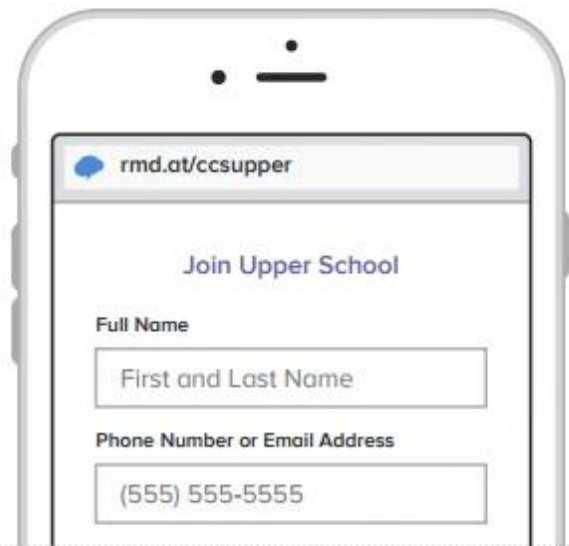 rmd.at/ccsupper
Join Upper School
Full Name
First and Last Name
Phone Number or Email Address
(555) 555-5555